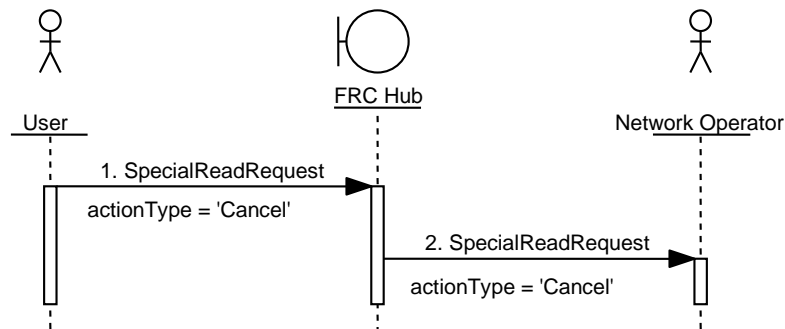 FRC Hub
User
Network Operator
1. SpecialReadRequest
actionType = 'Cancel'
2. SpecialReadRequest
actionType = 'Cancel'